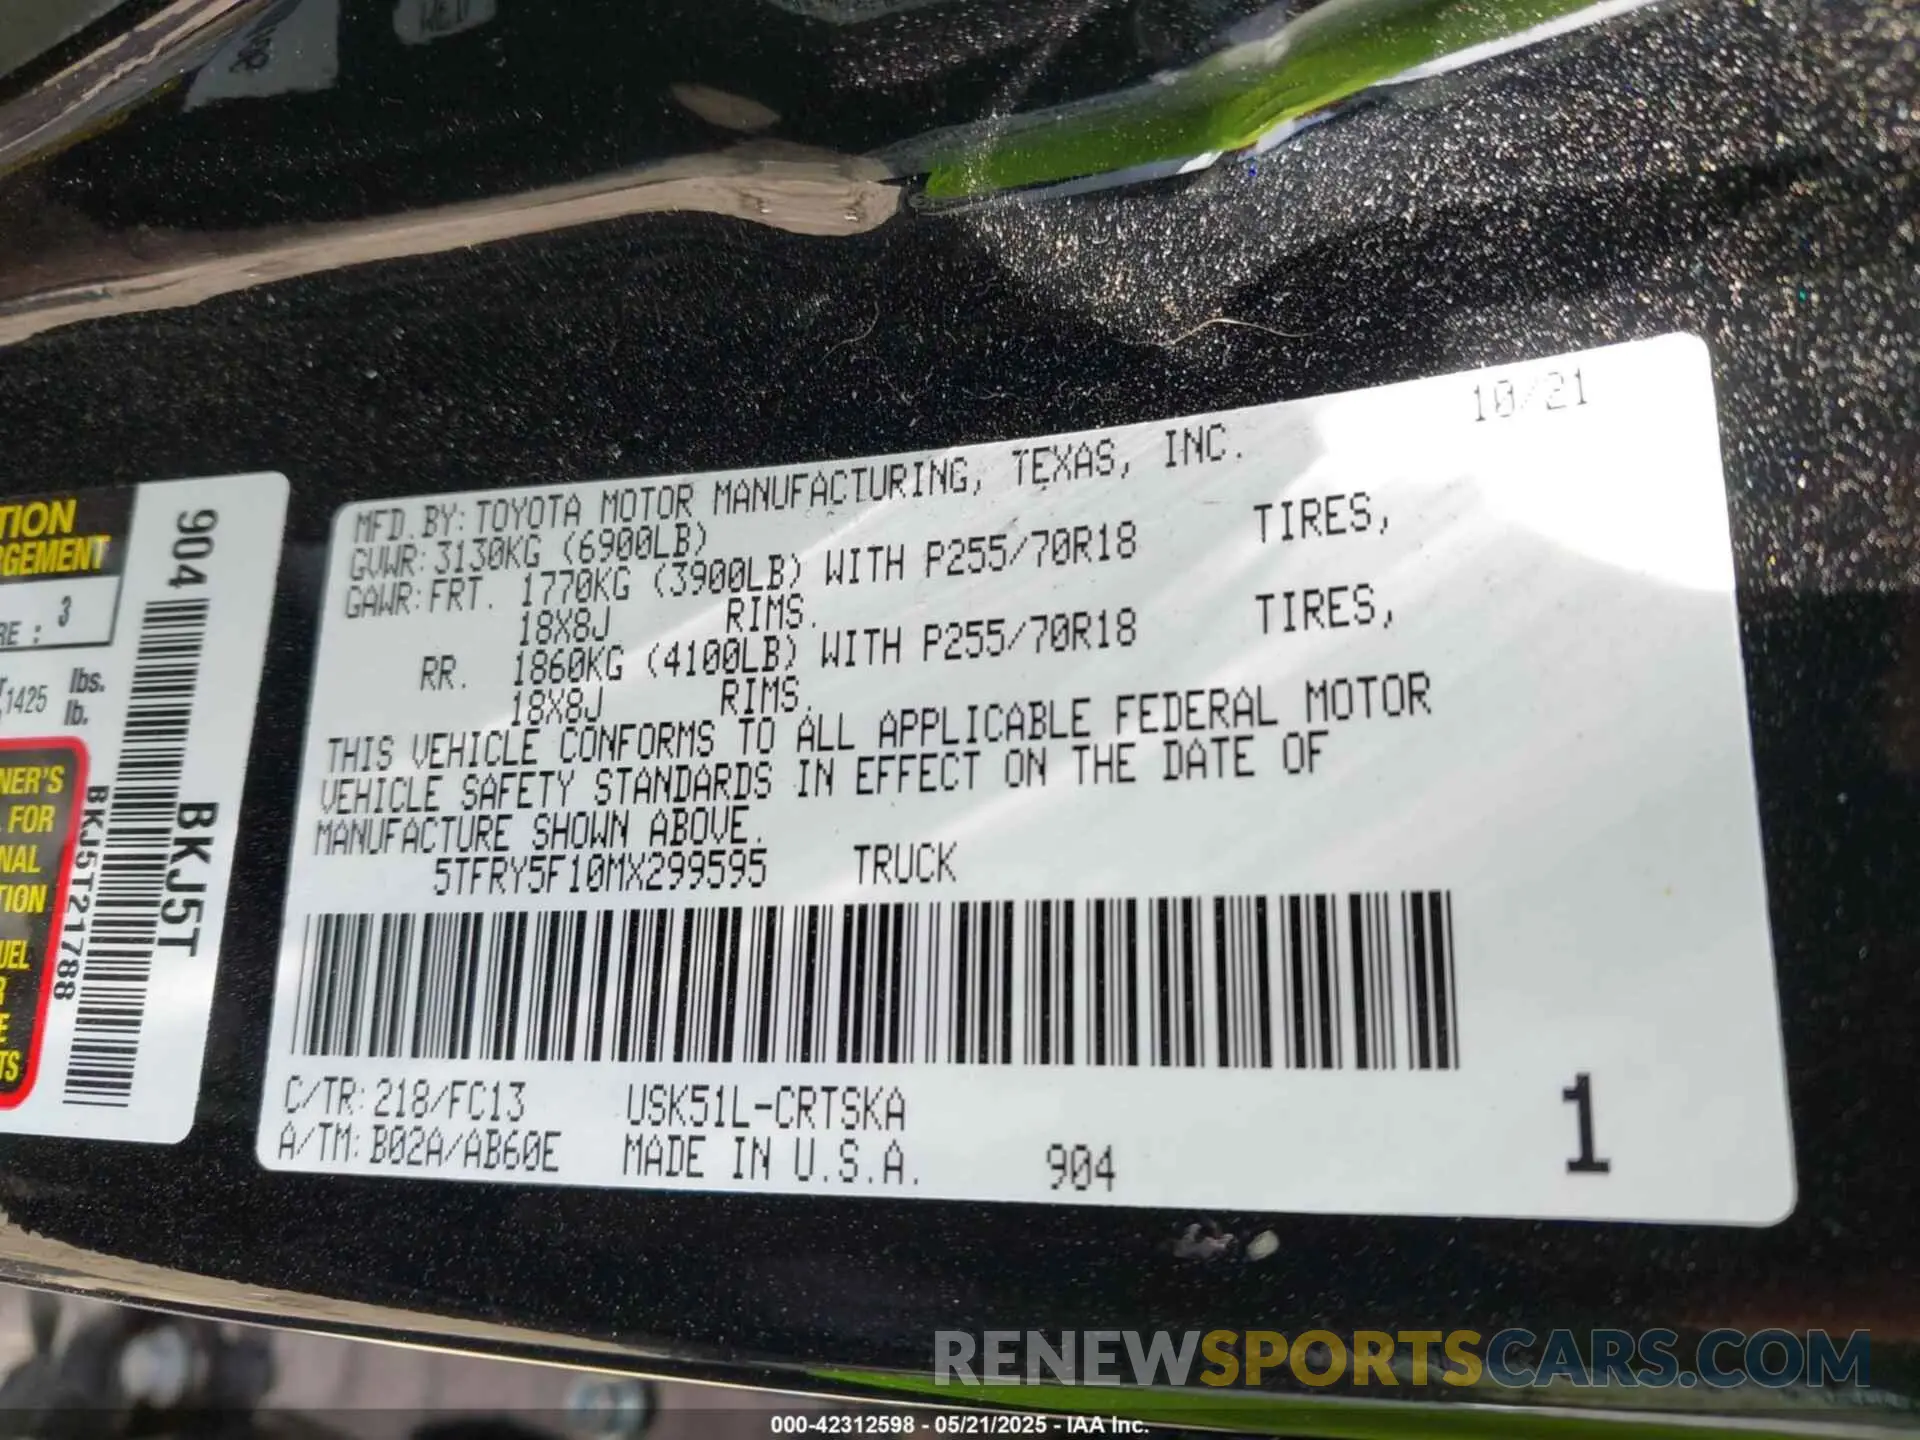 10/21
MFD.BY: TOYOTA MOTOR MANUFACTURING, TEXAS, INC.
GVWR: 3130KG (6900LB)
GAWR: FRT. 1770KG (3900LB) WITH P255/70R18 TIRES,
18X8J RIMS.
RR. 1860KG (4100LB) WITH P255/70R18 TIRES,
18X8J RIMS.
THIS VEHICLE CONFORMS TO ALL APPLICABLE FEDERAL MOTOR
VEHICLE SAFETY STANDARDS IN EFFECT ON THE DATE OF
MANUFACTURE SHOWN ABOVE.
5TFRY5F10MX299595 TRUCK
C/TR: 218/FC13 USK51L-CRTSKA
A/TM: B02A/AB60E MADE IN U.S.A. 904
1
TION
RGEMENT
RE : 3
1425 lbs.
lb.
NER'S
FOR
NAL
TION
UEL
R
E
TS
904
BKJ5T
BKJ5T21788
RENEWSPORTSCARS.COM
000-42312598 - 05/21/2025 - IAA Inc.